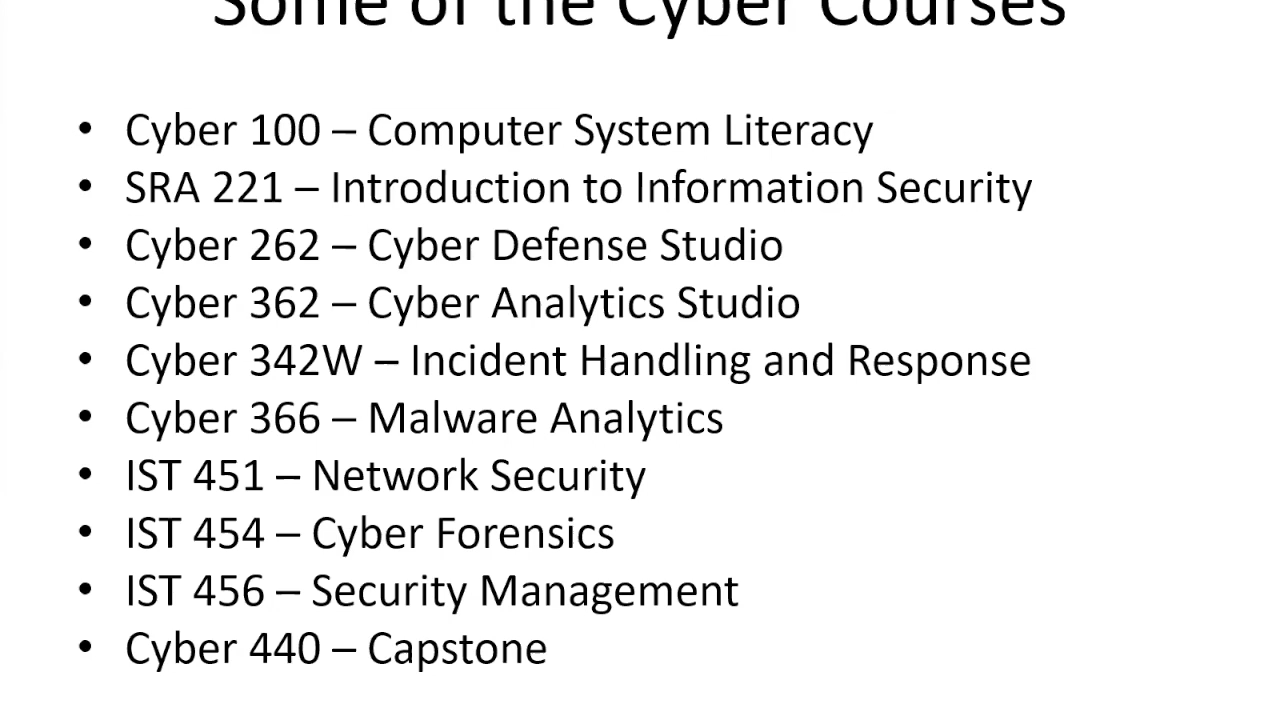 Some of the Cyber Courses
• Cyber 100 – Computer System Literacy
• SRA 221 – Introduction to Information Security
• Cyber 262 – Cyber Defense Studio
• Cyber 362 – Cyber Analytics Studio
• Cyber 342W – Incident Handling and Response
• Cyber 366 – Malware Analytics
• IST 451 – Network Security
• IST 454 – Cyber Forensics
• IST 456 – Security Management
• Cyber 440 – Capstone